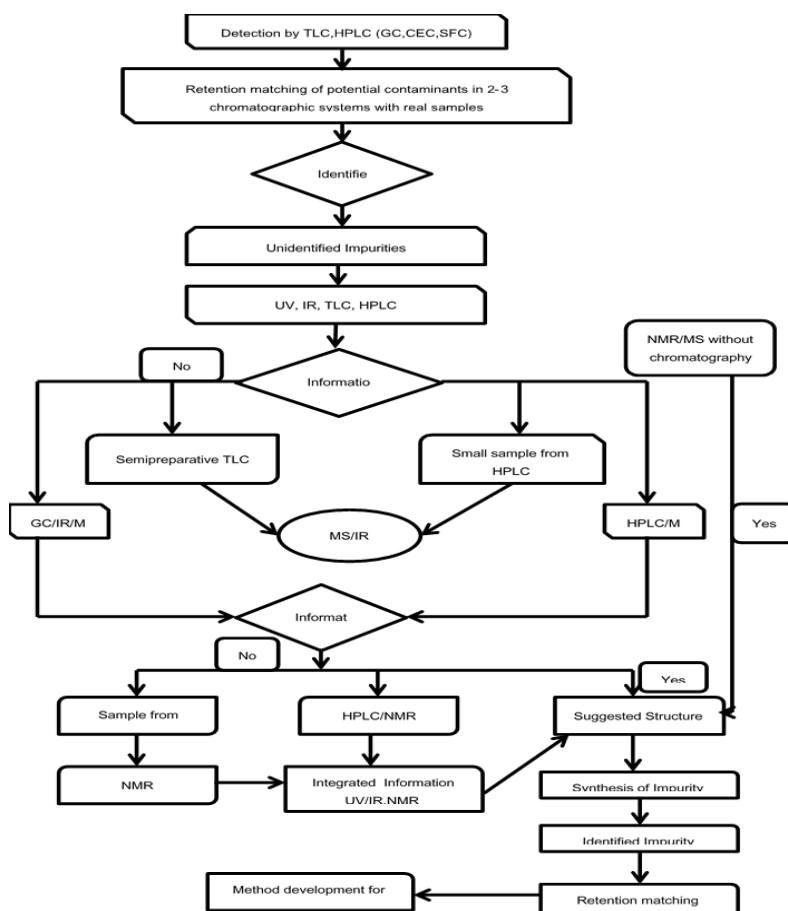 Detection by TLC,HPLC (GC,CEC,SFC)
Retention matching of potential contaminants in 2-3
chromatographic systems with real samples
Identifie
Unidentified Impurities
UV, IR, TLC, HPLC
NMR/MS without
chromatography
No
Informatio
Semipreparative TLC
Small sample from
HPLC
GC/IR/M
MS/IR
HPLC/M
Yes
Informat
No
Yes
Sample from
HPLC/NMR
Suggested Structure
NMR
Integrated Information
UV/IR.NMR
Synthesis of Impurity
Identified Impurity
Method development for
Retention matching